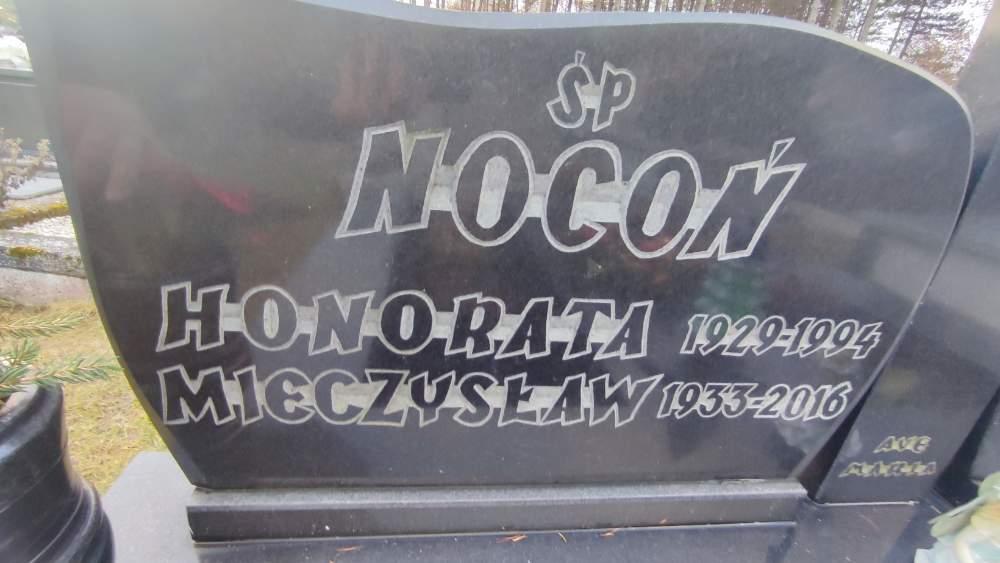 ŚP
NOCOŃ
HONORATA 1929-1994
MIECZYSŁAW 1933-2016
AVE
MARIA